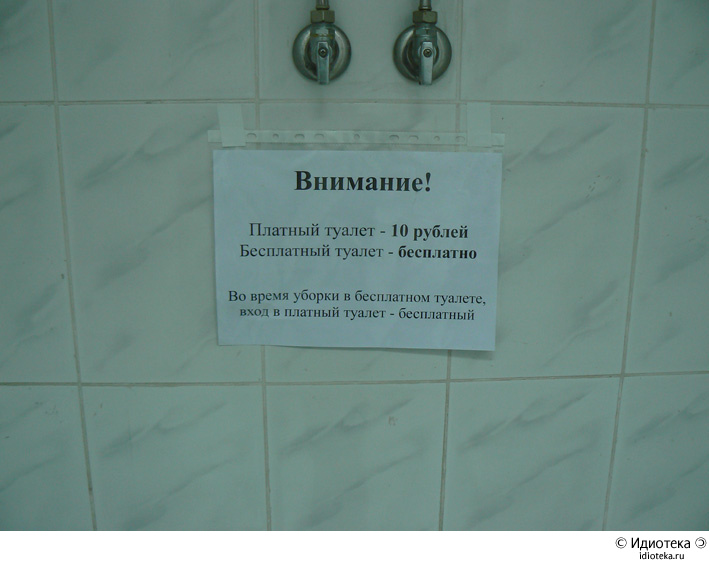 Внимание!
Платный туалет - 10 рублей
Бесплатный туалет - бесплатно
Во время уборки в бесплатном туалете,
вход в платный туалет - бесплатный
© Идиотека
idioteka.ru